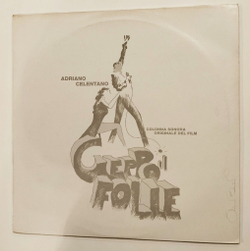 ADRIANO
CELENTANO
COLONNA SONORA
ORIGINALE DEL FILM
GEPPO il
FOLLE